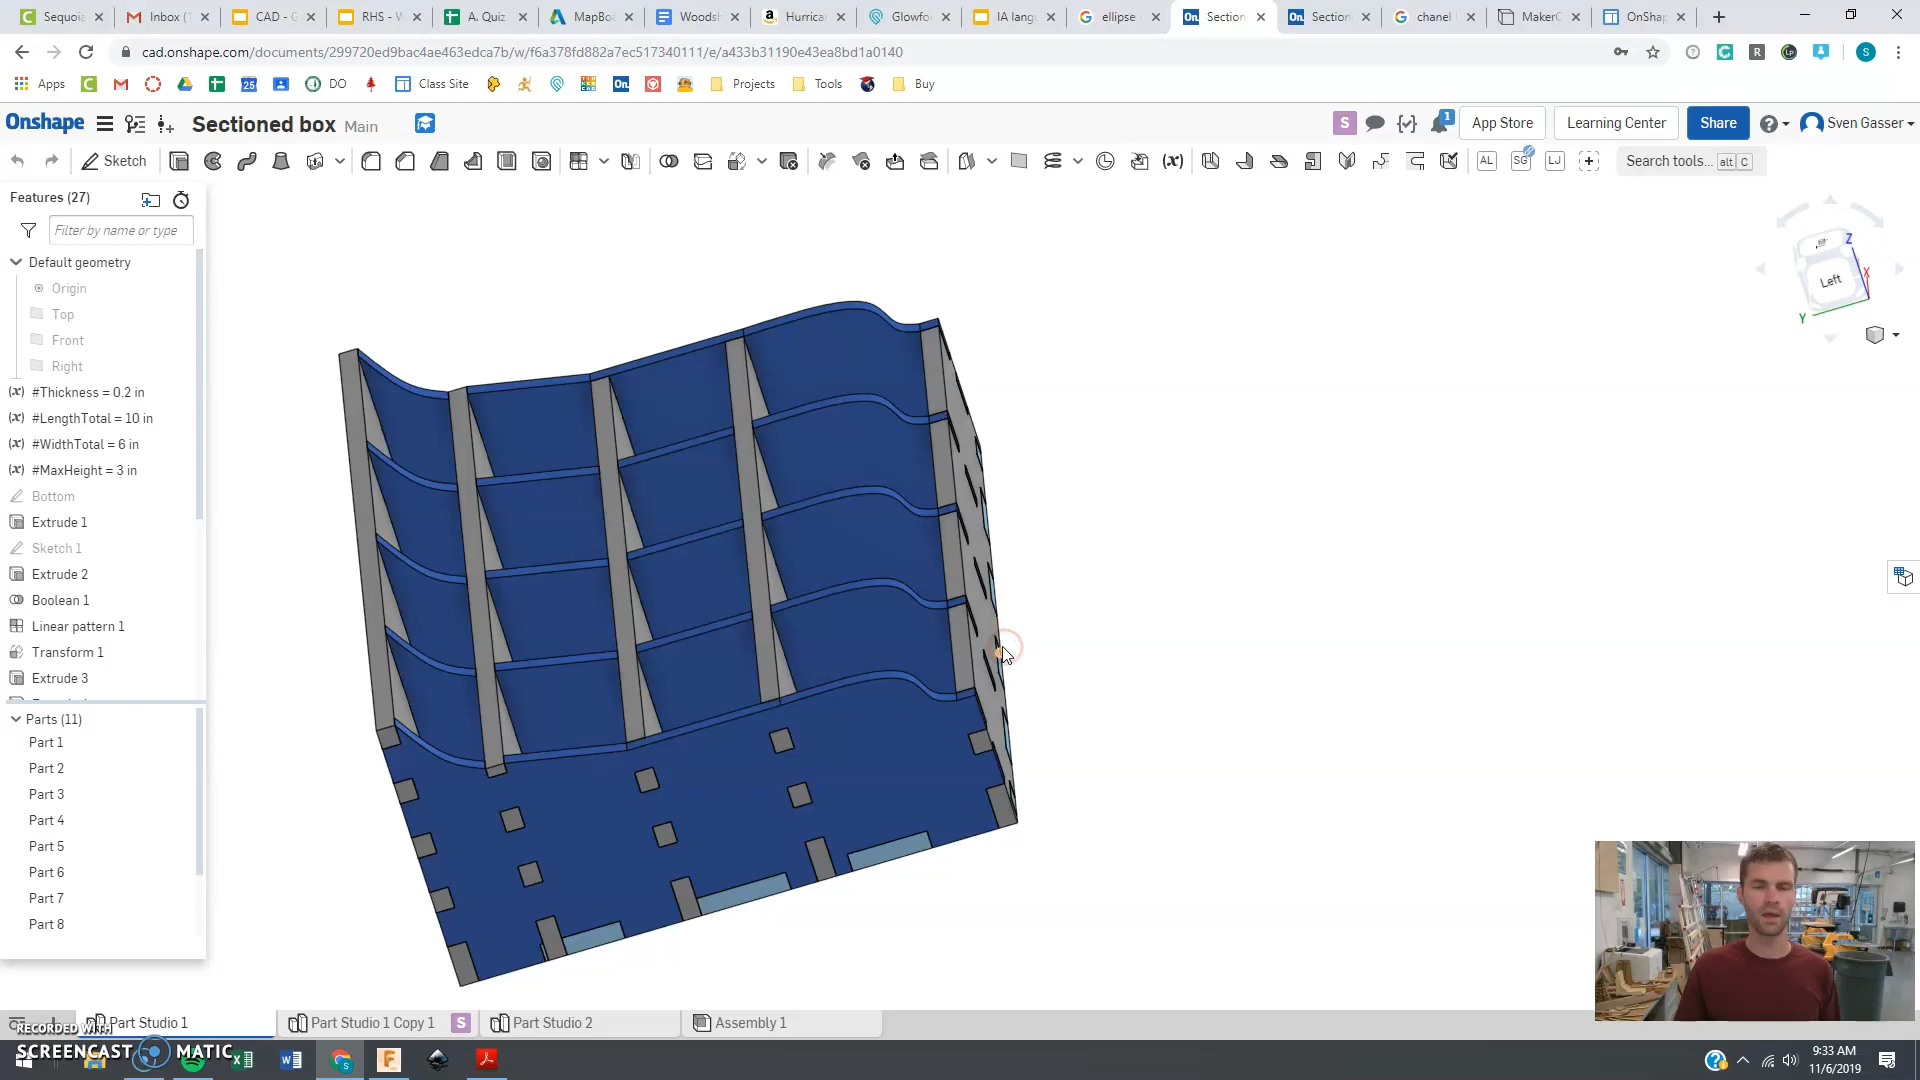 Sequoia
Inbox (
CAD - G
RHS - W
A. Quiz
MapBo
Woods
Hurrica
Glowfo
IA lang
ellipse -
Section
Section
chanel
MakerC
OnShap
cad.onshape.com/documents/299720ed9bac4ae463edca7b/w/f6a378fd882a7ec517340111/e/a433b31190e43ea8bd1a0140
Apps
DO
Class Site
Projects
Tools
Buy
Onshape
Sectioned box Main
S
1
App Store
Learning Center
Share
Sven Gasser
Sketch
AL
SG
LJ
Search tools... alt C
Features (27)
Filter by name or type
Default geometry
Origin
Top
Front
Right
(x) #Thickness = 0.2 in
(x) #LengthTotal = 10 in
(x) #WidthTotal = 6 in
(x) #MaxHeight = 3 in
Bottom
Extrude 1
Sketch 1
Extrude 2
Boolean 1
Linear pattern 1
Transform 1
Extrude 3
Parts (11)
Part 1
Part 2
Part 3
Part 4
Part 5
Part 6
Part 7
Part 8
Z
X
Left
Y
Part Studio 1
Part Studio 1 Copy 1
S
Part Studio 2
Assembly 1
RECORDED WITH
SCREENCAST MATIC
9:33 AM
11/6/2019